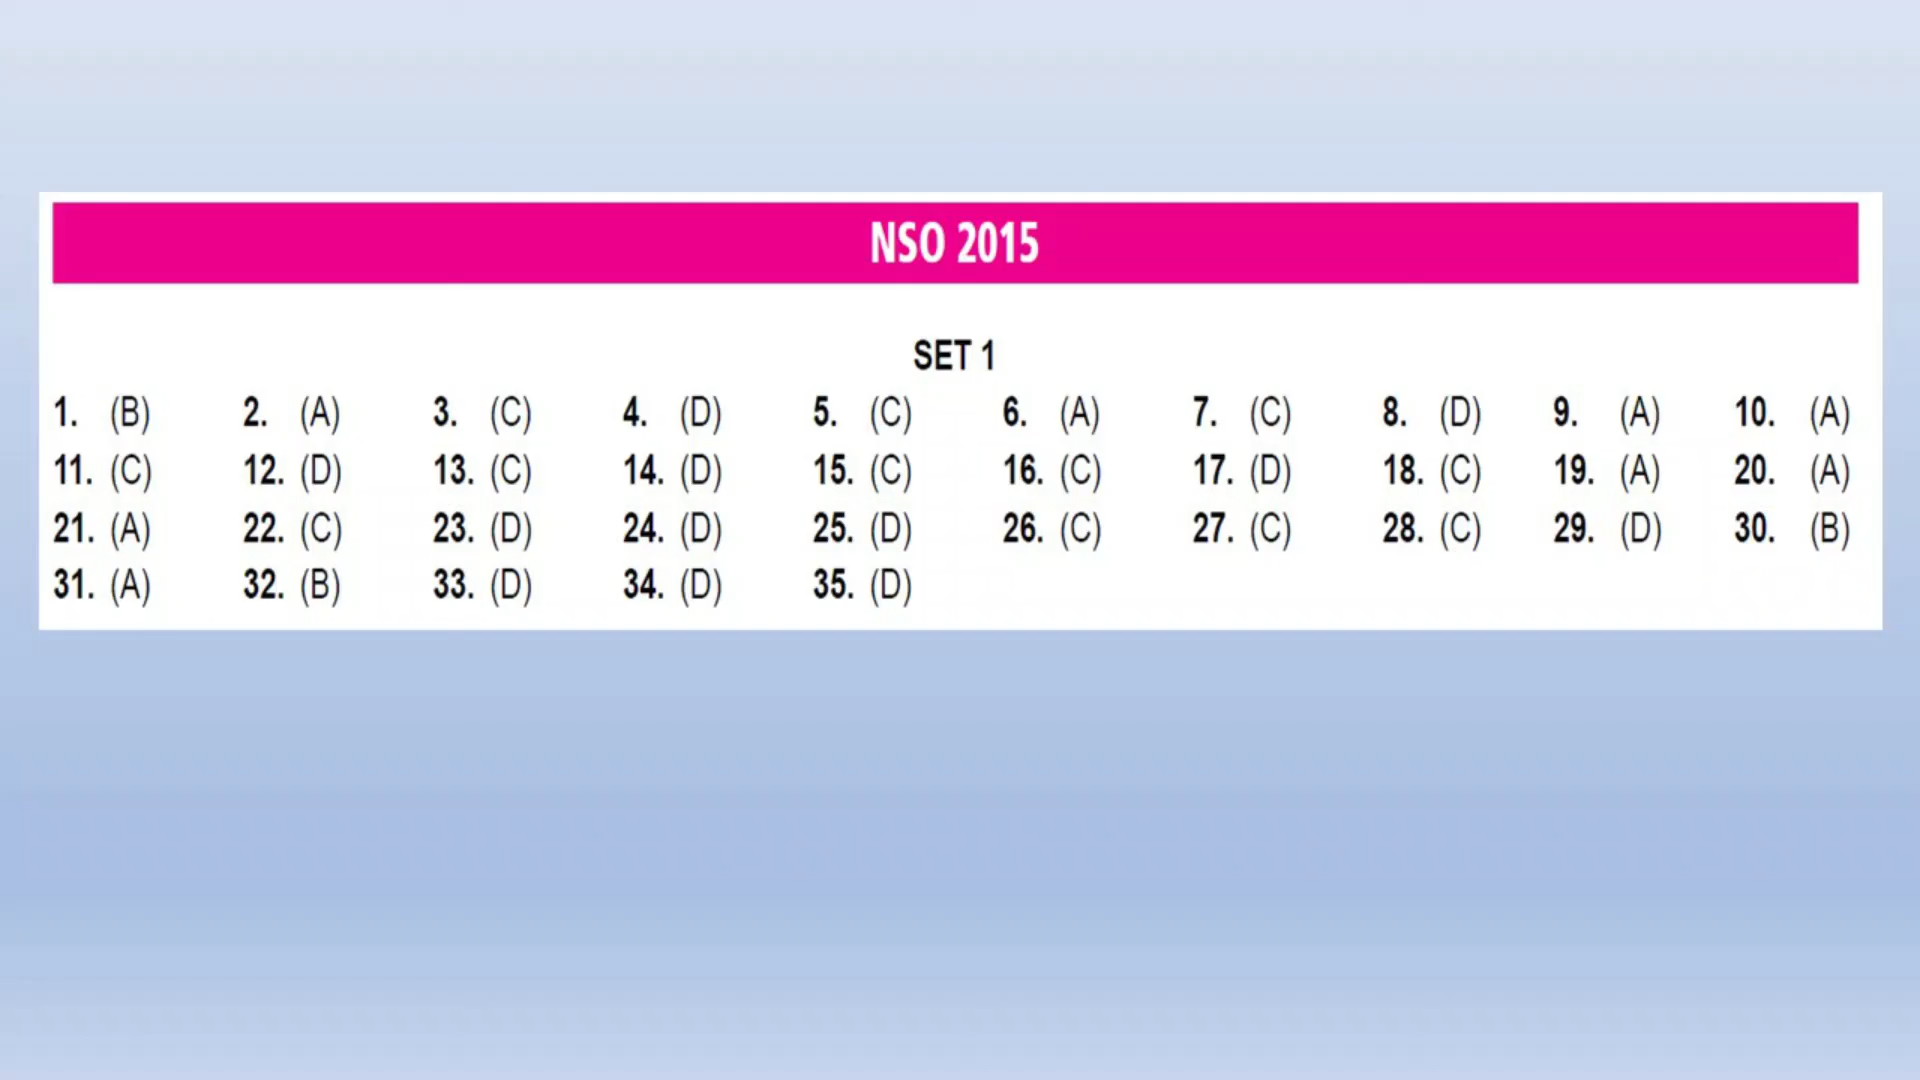 NSO 2015
SET 1
1. (B) 2. (A) 3. (C) 4. (D) 5. (C) 6. (A) 7. (C) 8. (D) 9. (A) 10. (A)
11. (C) 12. (D) 13. (C) 14. (D) 15. (C) 16. (C) 17. (D) 18. (C) 19. (A) 20. (A)
21. (A) 22. (C) 23. (D) 24. (D) 25. (D) 26. (C) 27. (C) 28. (C) 29. (D) 30. (B)
31. (A) 32. (B) 33. (D) 34. (D) 35. (D)